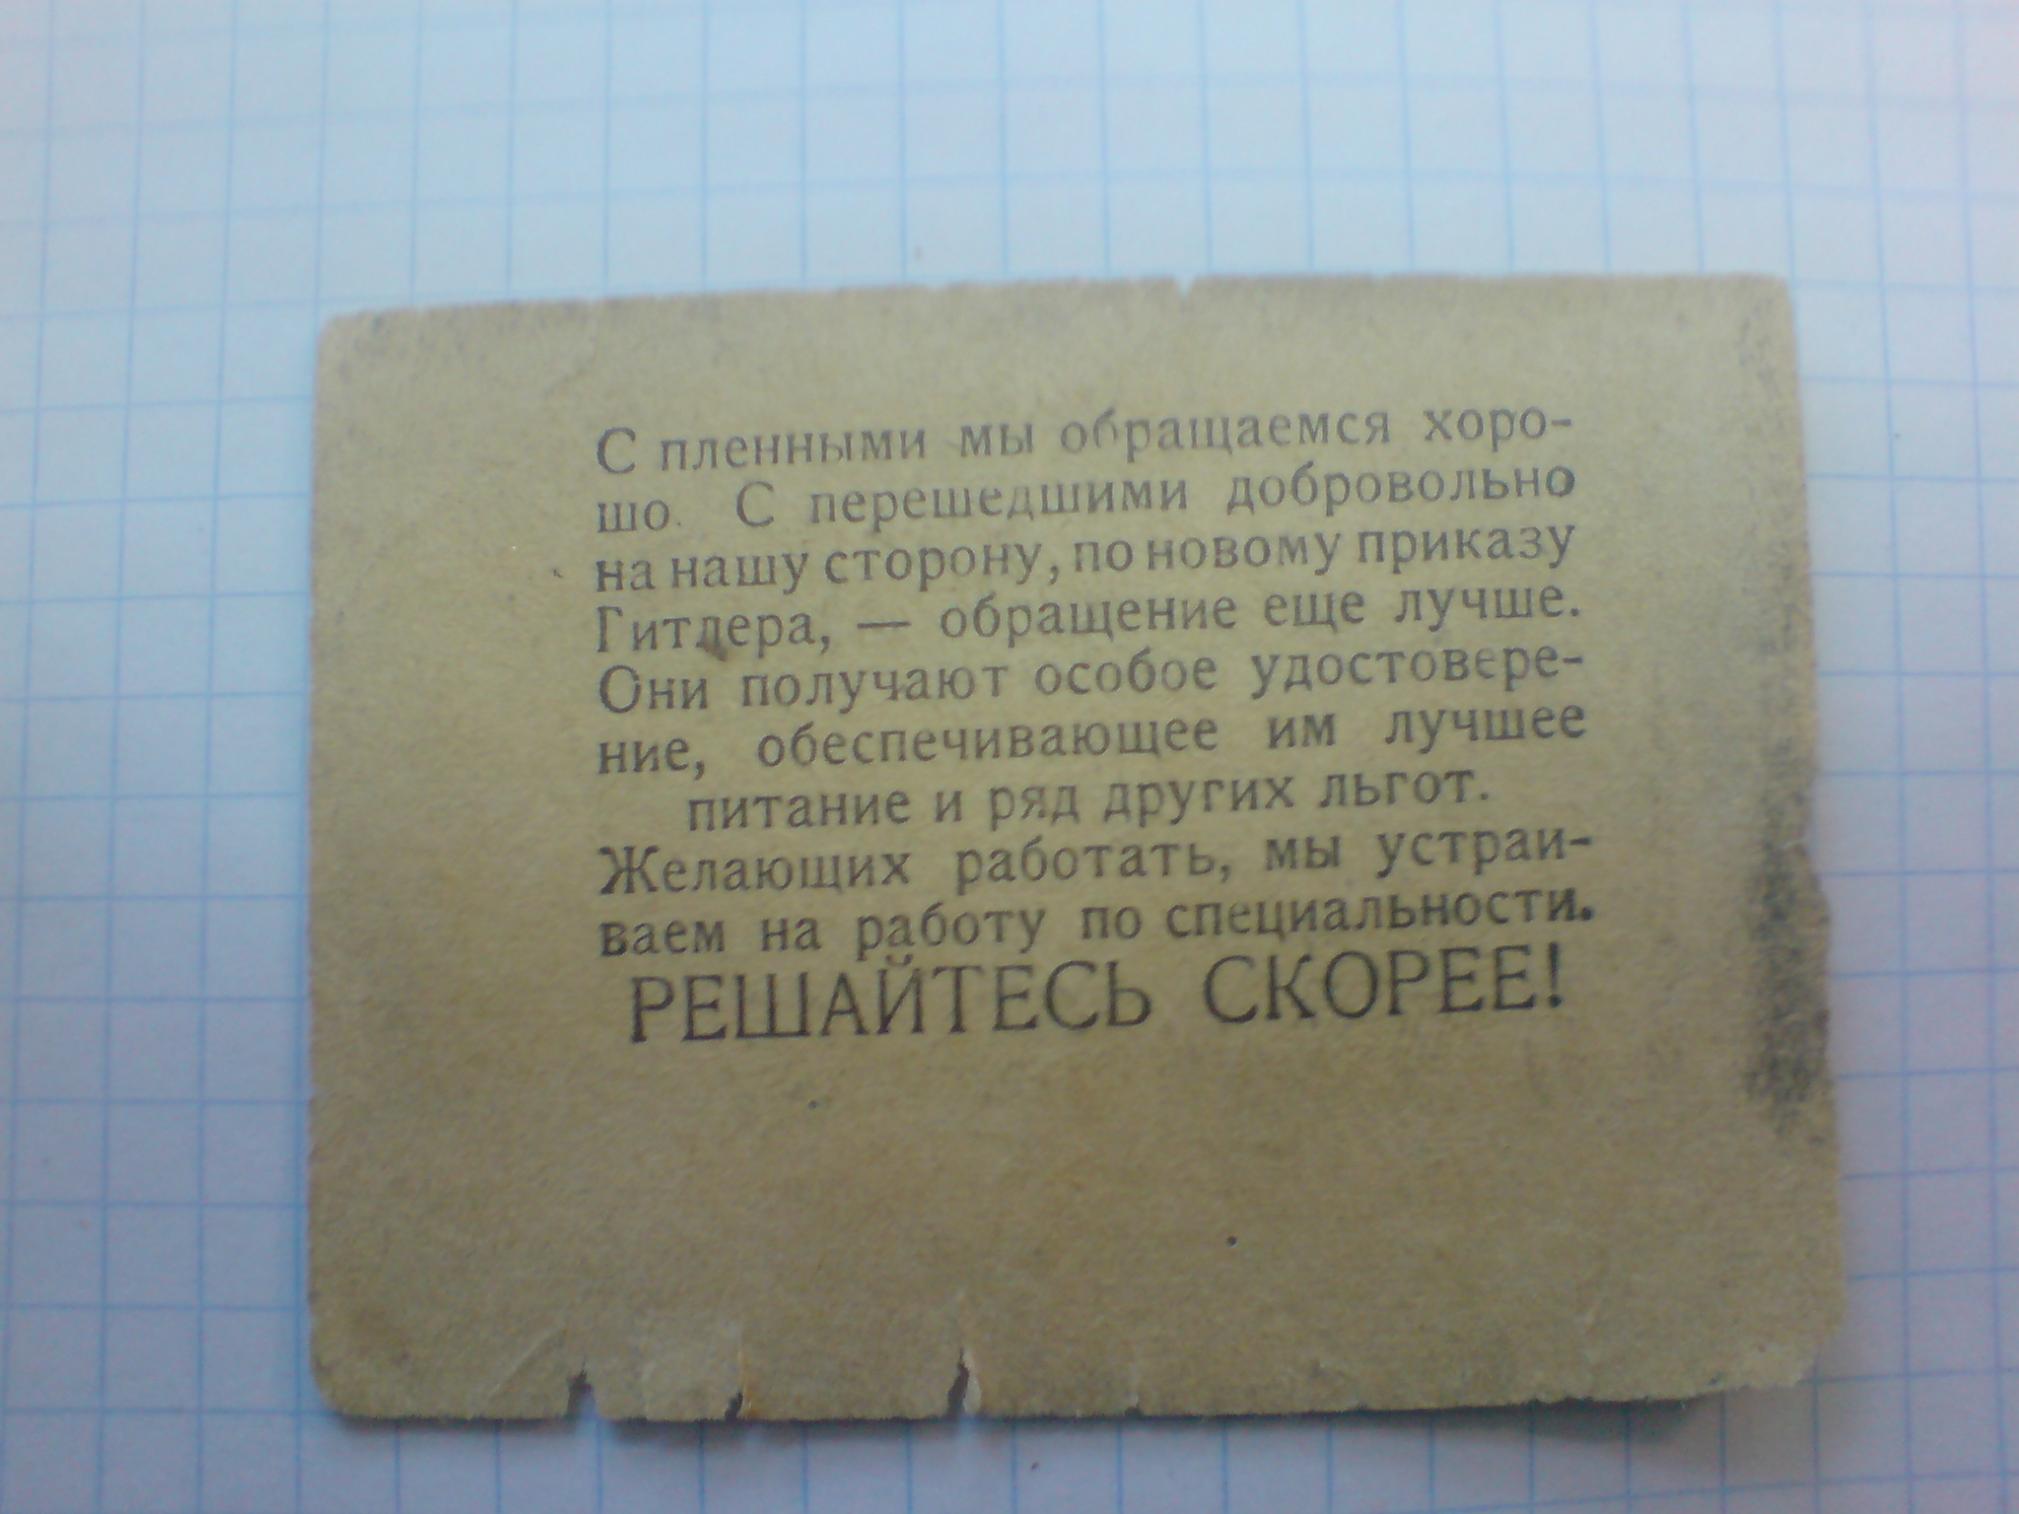 С пленными мы обращаемся хоро-
шо. С перешедшими добровольно
на нашу сторону, по новому приказу
Гитлера, — обращение еще лучше.
Они получают особое удостовере-
ние, обеспечивающее им лучшее
питание и ряд других льгот.
Желающих работать, мы устраи-
ваем на работу по специальности.
РЕШАЙТЕСЬ СКОРЕЕ!